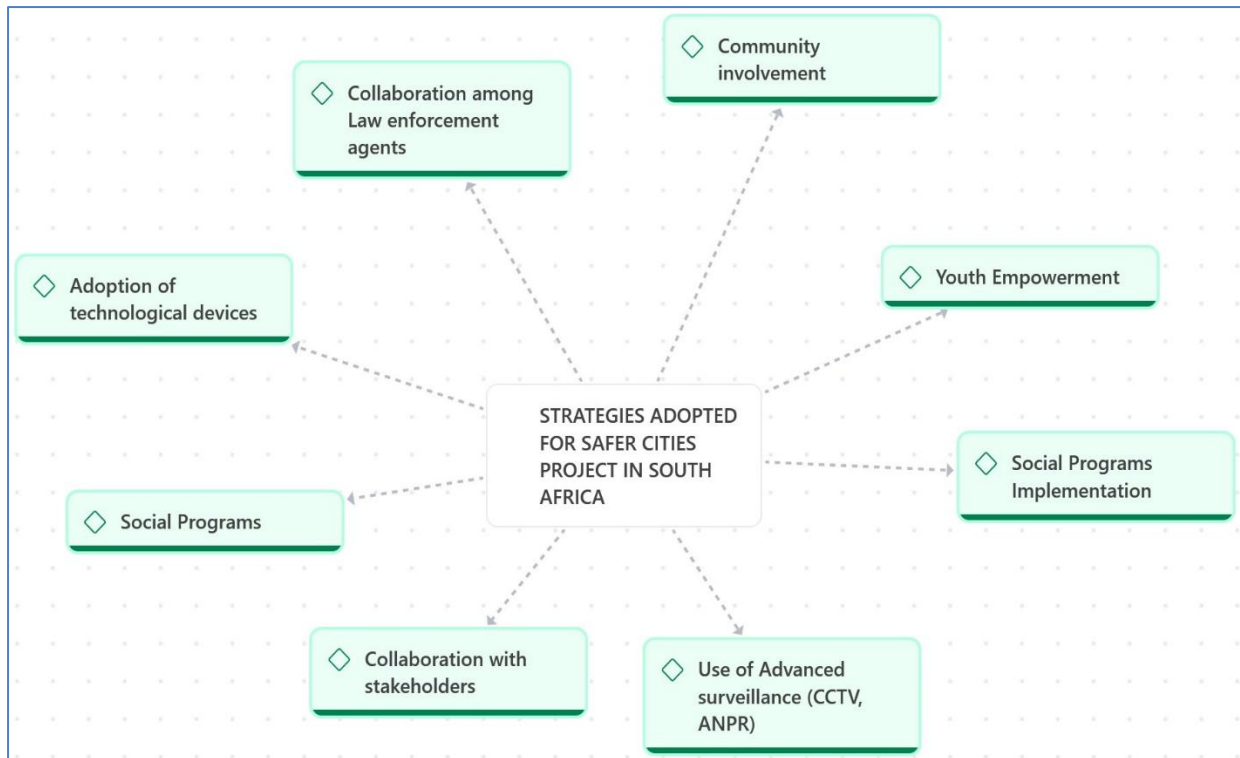 Community
involvement
Collaboration among
Law enforcement
agents
Youth Empowerment
Adoption of
technological devices
STRATEGIES ADOPTED
FOR SAFER CITIES
PROJECT IN SOUTH
AFRICA
Social Programs
Implementation
Social Programs
Collaboration with
stakeholders
Use of Advanced
surveillance (CCTV,
ANPR)